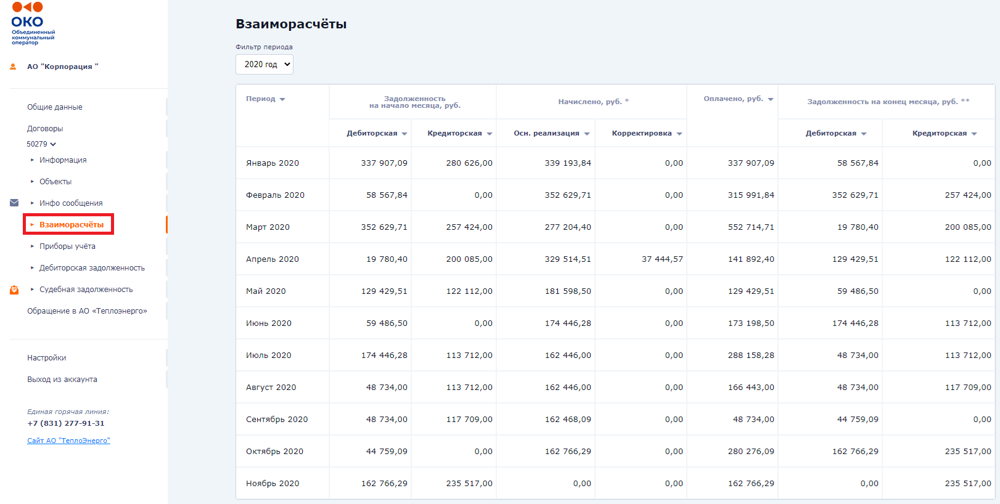 ОКО
Объединенный
коммунальный
оператор
АО "Корпорация "
Общие данные
Договоры
50279
Информация
Объекты
Инфо сообщения
Взаиморасчёты
Приборы учёта
Дебиторская задолженность
Судебная задолженность
Обращение в АО «Теплоэнерго»
Настройки
Выход из аккаунта
Единая горячая линия:
+7 (831) 277-91-31
Сайт АО "ТеплоЭнерго"
Взаиморасчёты
Фильтр периода
2020 год
Период
Задолженность
на начало месяца, руб.
Начислено, руб. *
Оплачено, руб.
Задолженность на конец месяца, руб. **
Дебиторская Кредиторская Осн. реализация Корректировка Дебиторская Кредиторская
Январь 2020 337 907,09 280 626,00 339 193,84 0,00 337 907,09 58 567,84 0,00
Февраль 2020 58 567,84 0,00 352 629,71 0,00 315 991,84 352 629,71 257 424,00
Март 2020 352 629,71 257 424,00 277 204,40 0,00 552 714,71 19 780,40 200 085,00
Апрель 2020 19 780,40 200 085,00 329 514,51 37 444,57 141 892,40 129 429,51 122 112,00
Май 2020 129 429,51 122 112,00 181 598,50 0,00 129 429,51 59 486,50 0,00
Июнь 2020 59 486,50 0,00 174 446,28 0,00 173 198,50 174 446,28 113 712,00
Июль 2020 174 446,28 113 712,00 162 446,00 0,00 288 158,28 48 734,00 113 712,00
Август 2020 48 734,00 113 712,00 162 446,00 0,00 166 443,00 48 734,00 117 709,00
Сентябрь 2020 48 734,00 117 709,00 162 468,09 0,00 48 734,00 44 759,09 0,00
Октябрь 2020 44 759,09 0,00 162 766,29 0,00 280 276,09 162 766,29 235 517,00
Ноябрь 2020 162 766,29 235 517,00 0,00 0,00 162 766,29 0,00 235 517,00